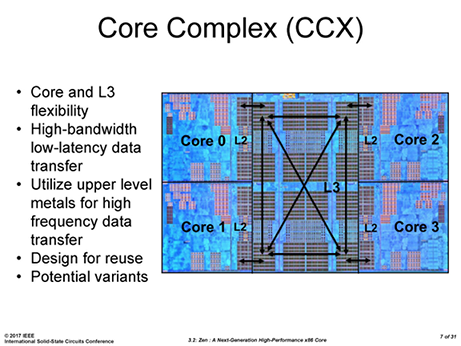 Core Complex (CCX)
• Core and L3
flexibility
• High-bandwidth
low-latency data
transfer
• Utilize upper level
metals for high
frequency data
transfer
• Design for reuse
• Potential variants
Core 0
L2
L2
Core 2
L3
Core 1
L2
L2
Core 3
© 2017 IEEE
International Solid-State Circuits Conference
3.2: Zen : A Next-Generation High-Performance x86 Core
7 of 31